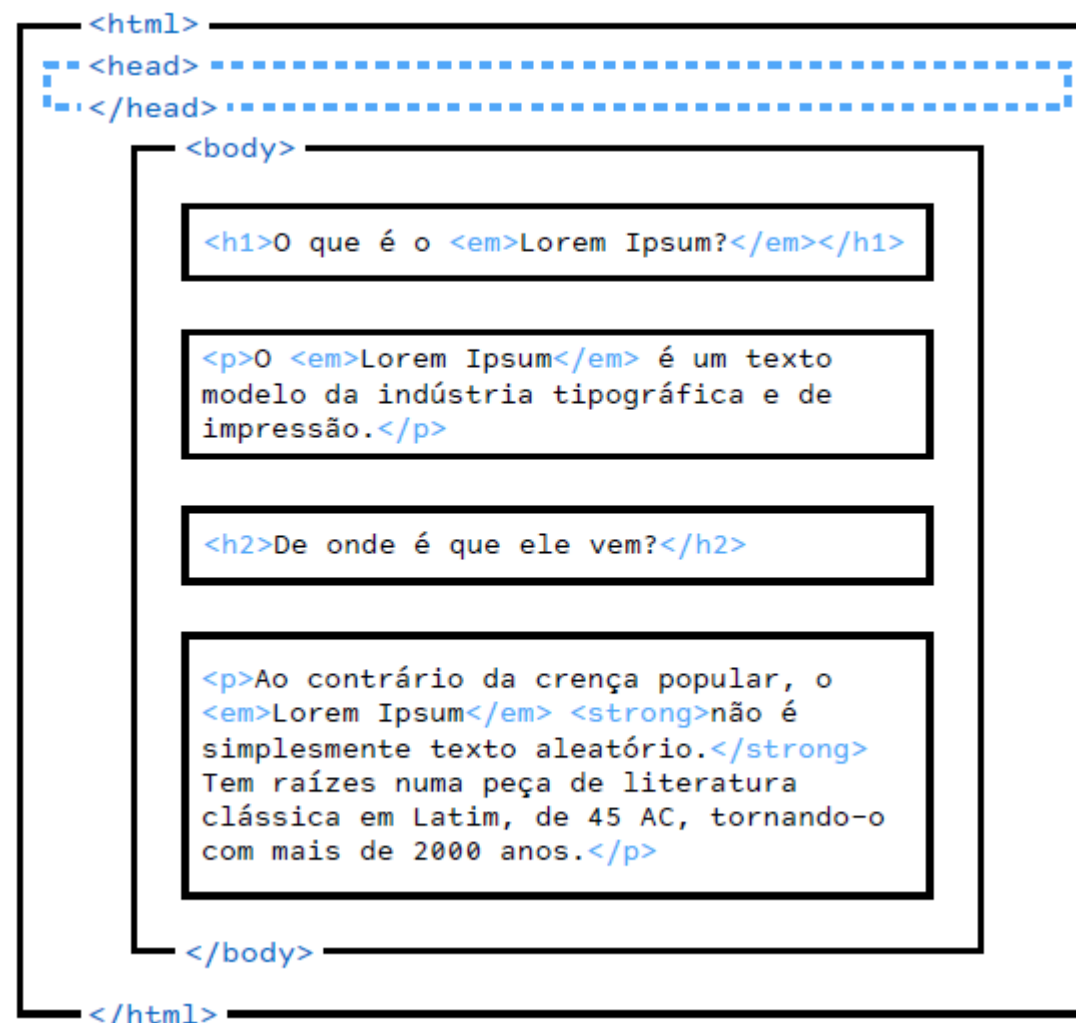 <html>
<head>
</head>
<body>
<h1>O que é o <em>Lorem Ipsum?</em></h1>
<p>O <em>Lorem Ipsum</em> é um texto
modelo da indústria tipográfica e de
impressão.</p>
<h2>De onde é que ele vem?</h2>
<p>Ao contrário da crença popular, o
<em>Lorem Ipsum</em> <strong>não é
simplesmente texto aleatório.</strong>
Tem raízes numa peça de literatura
clássica em Latim, de 45 AC, tornando-o
com mais de 2000 anos.</p>
</body>
</html>